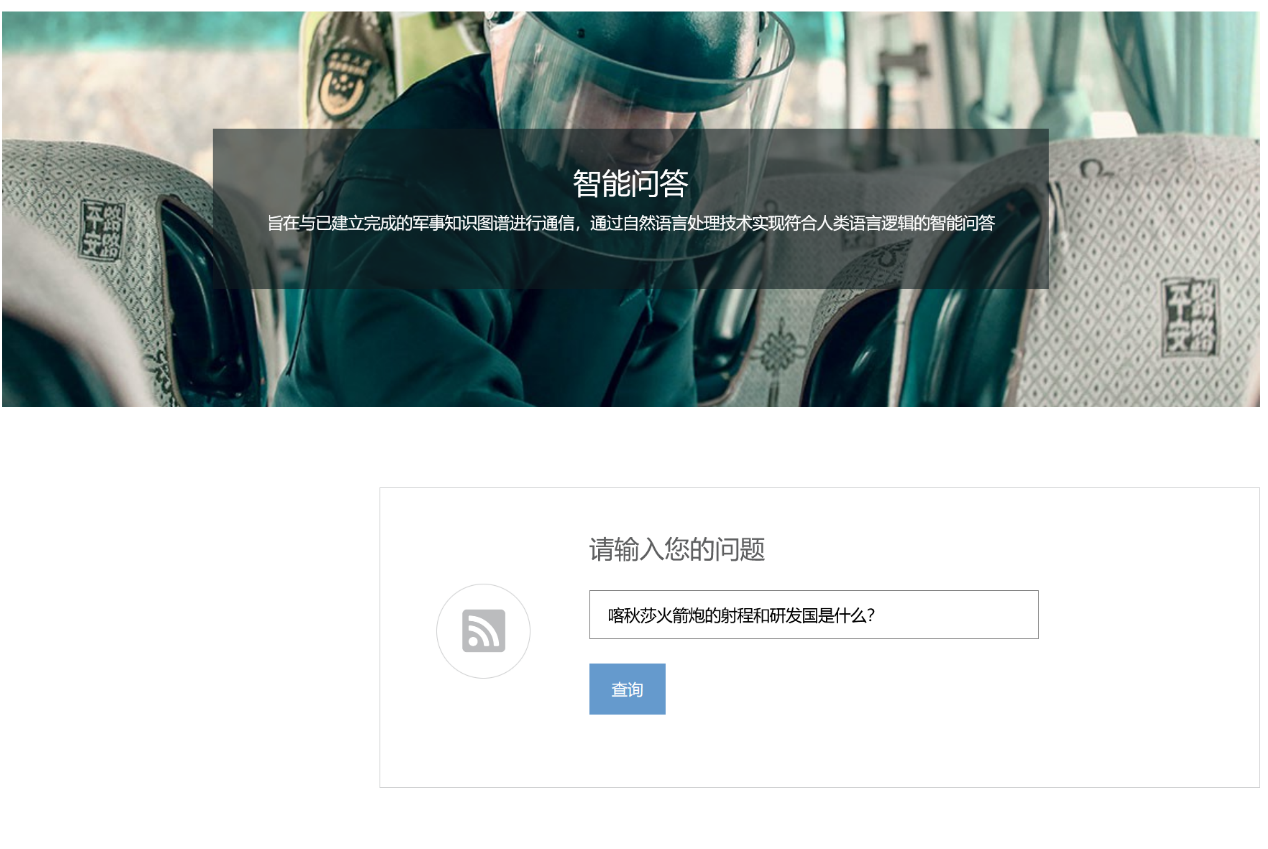 智能问答
旨在与已建立完成的军事知识图谱进行通信，通过自然语言处理技术实现符合人类语言逻辑的智能问答
路路
平安
路路
平安
请输入您的问题
喀秋莎火箭炮的射程和研发国是什么？
查询